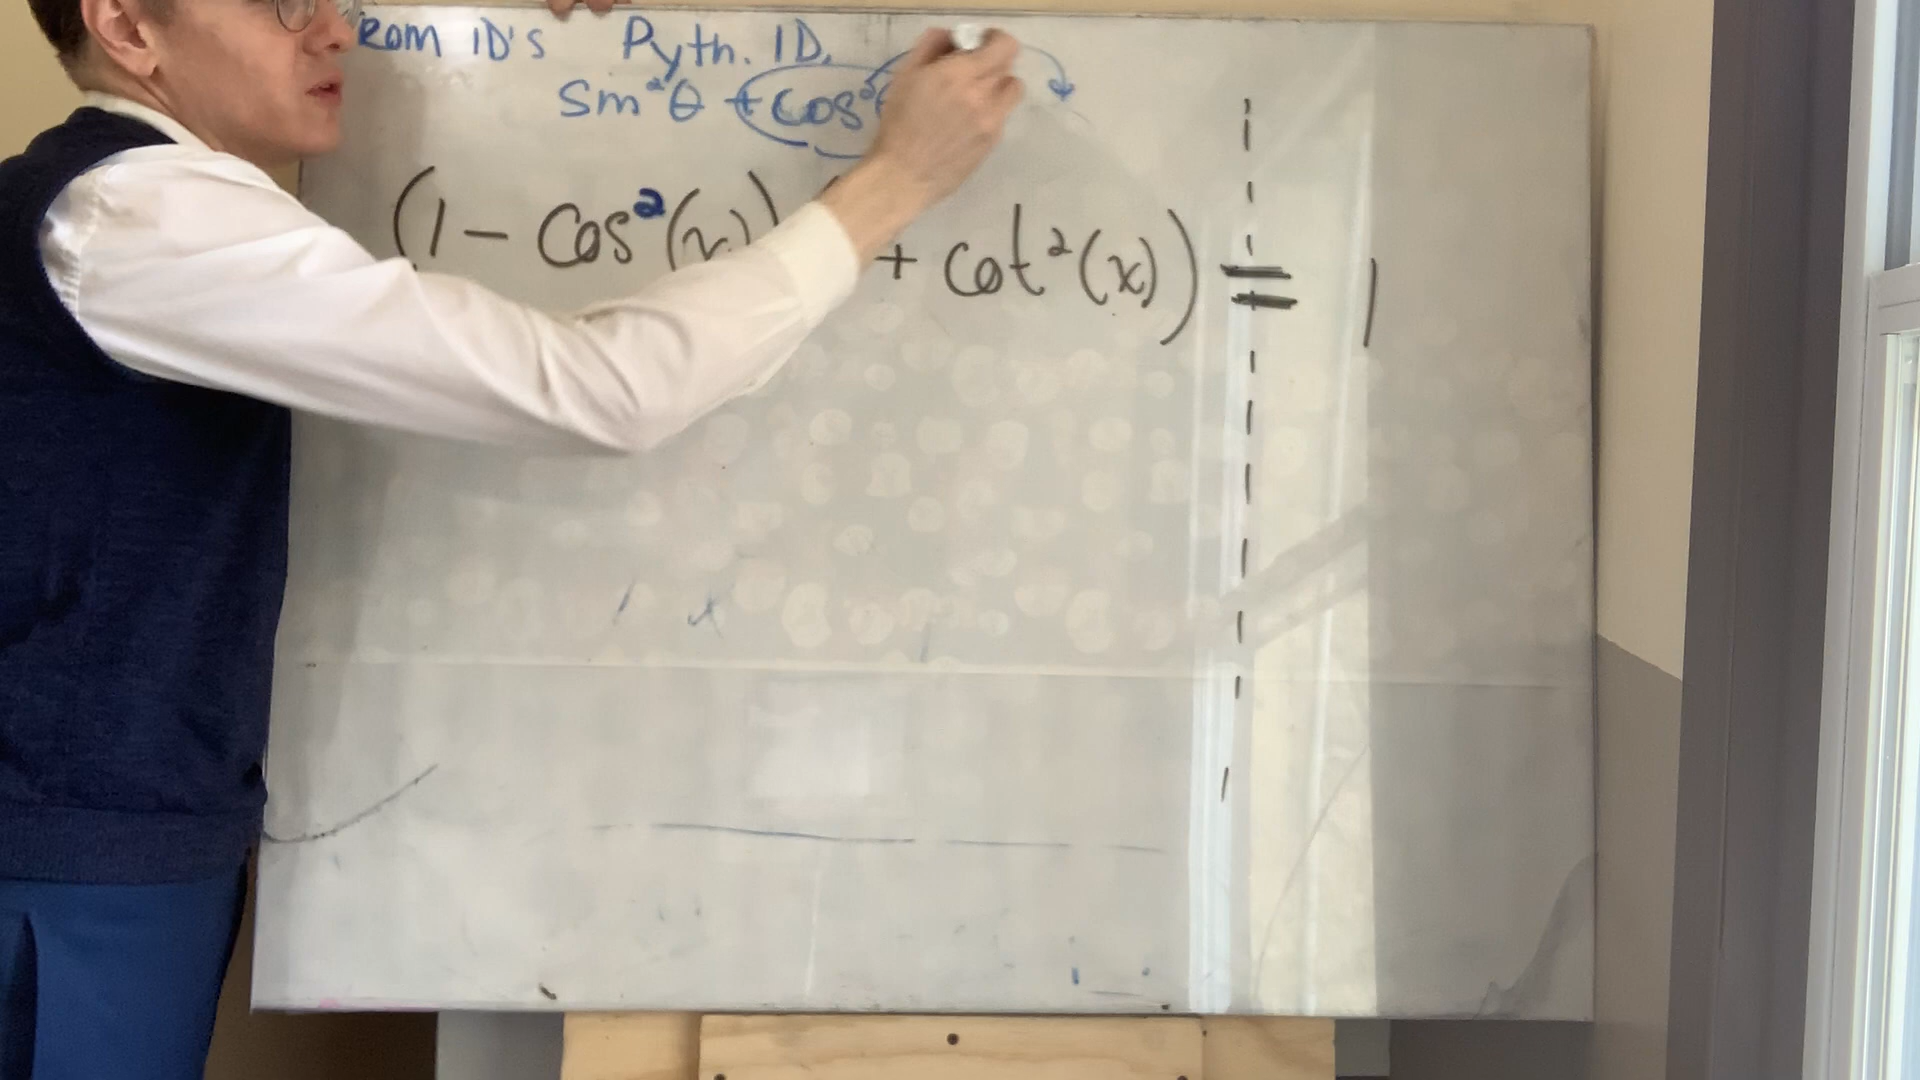 ROM ID'S Pyth. ID.
Sin²θ + cos²
(1 - Cos²(x)) + cot²(x)) = 1